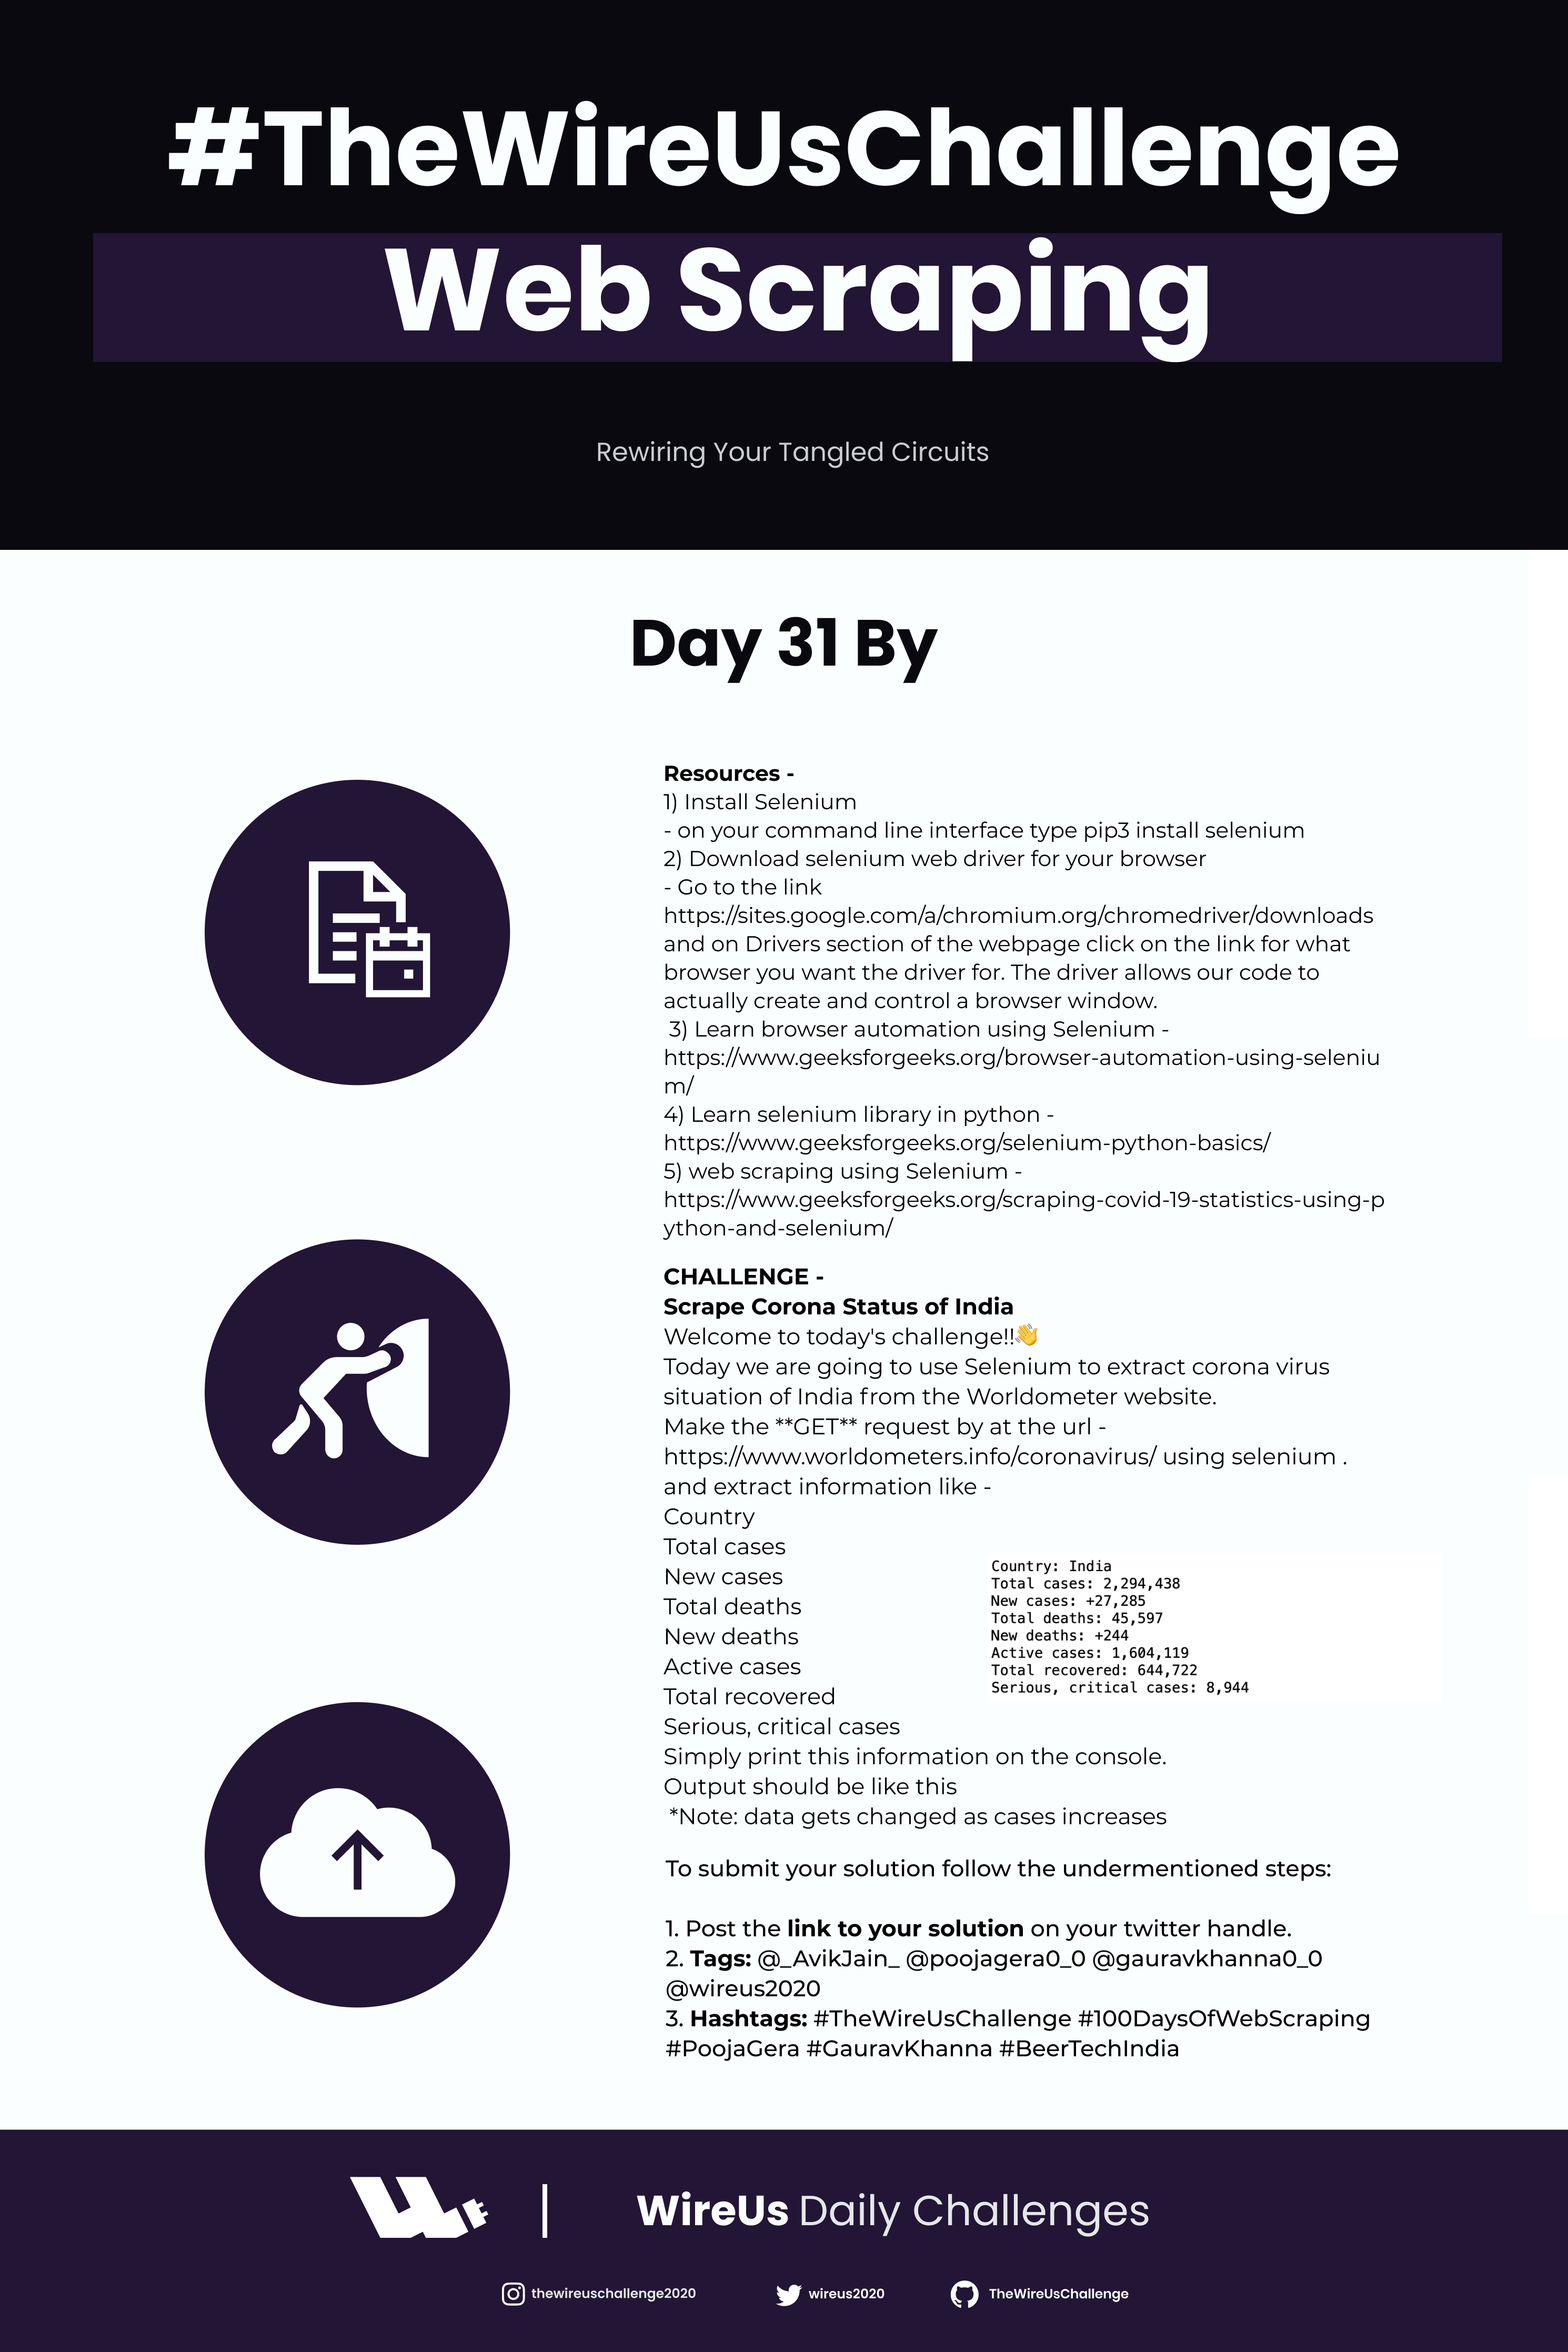 #TheWireUsChallenge
Web Scraping
Rewiring Your Tangled Circuits
Day 31 By
Resources -
1) Install Selenium
- on your command line interface type pip3 install selenium
2) Download selenium web driver for your browser
- Go to the link
https://sites.google.com/a/chromium.org/chromedriver/downloads
and on Drivers section of the webpage click on the link for what
browser you want the driver for. The driver allows our code to
actually create and control a browser window.
3) Learn browser automation using Selenium -
https://www.geeksforgeeks.org/browser-automation-using-seleniu
m/
4) Learn selenium library in python -
https://www.geeksforgeeks.org/selenium-python-basics/
5) web scraping using Selenium -
https://www.geeksforgeeks.org/scraping-covid-19-statistics-using-p
ython-and-selenium/
CHALLENGE -
Scrape Corona Status of India
Welcome to today's challenge!!👋
Today we are going to use Selenium to extract corona virus
situation of India from the Worldometer website.
Make the **GET** request by at the url -
https://www.worldometers.info/coronavirus/ using selenium .
and extract information like -
Country
Total cases
New cases
Total deaths
New deaths
Active cases
Total recovered
Serious, critical cases
Simply print this information on the console.
Output should be like this
*Note: data gets changed as cases increases
Country: India
Total cases: 2,294,438
New cases: +27,285
Total deaths: 45,597
New deaths: +244
Active cases: 1,604,119
Total recovered: 644,722
Serious, critical cases: 8,944
To submit your solution follow the undermentioned steps:
1. Post the link to your solution on your twitter handle.
2. Tags: @_AvikJain_ @poojagera0_0 @gauravkhanna0_0
@wireus2020
3. Hashtags: #TheWireUsChallenge #100DaysOfWebScraping
#PoojaGera #GauravKhanna #BeerTechIndia
WireUs Daily Challenges
thewireuschallenge2020
wireus2020
TheWireUsChallenge